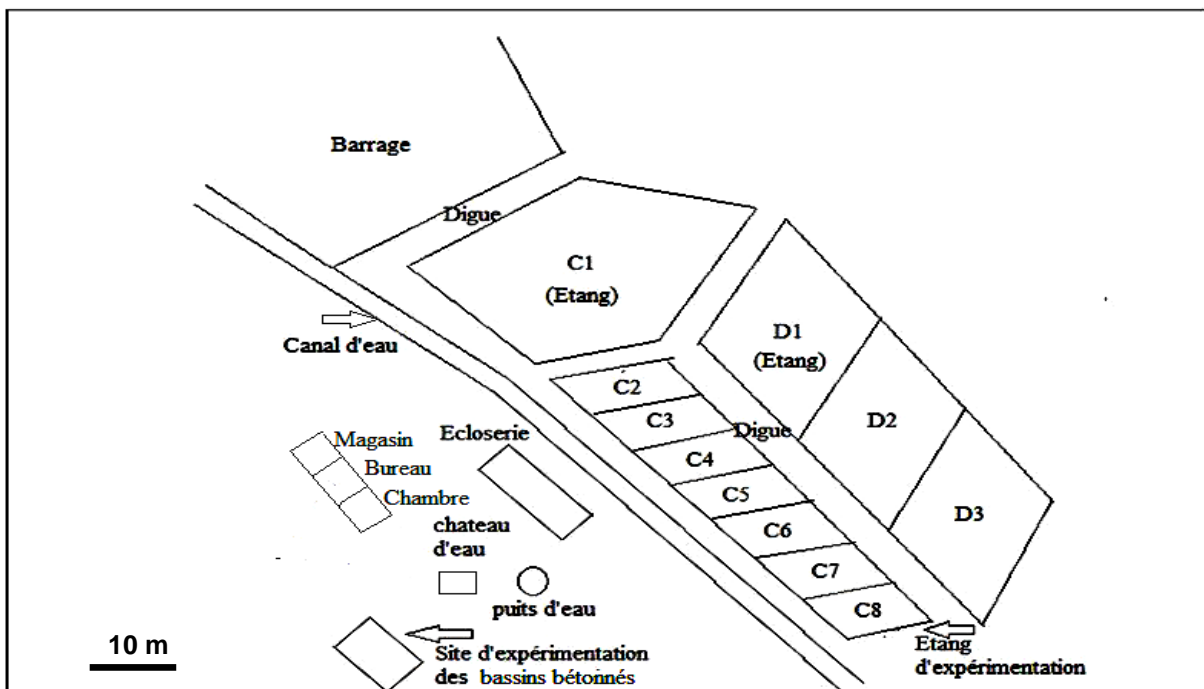 Barrage
Digue
C1
(Etang)
D1
(Etang)
Canal d'eau
C2
C3
Digue
D2
Ecloserie
Magasin
Bureau
Chambre
C4
C5
C6
D3
chateau
d'eau
C7
puits d'eau
C8
Etang
d'expérimentation
10 m
Site d'expérimentation
des bassins bétonnés